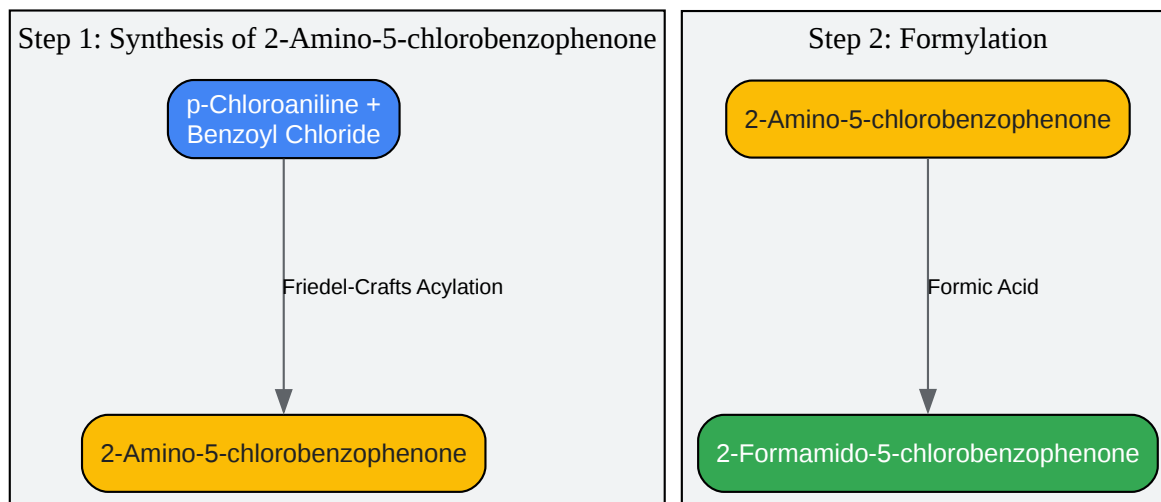 Step 1: Synthesis of 2-Amino-5-chlorobenzophenone
p-Chloroaniline +
Benzoyl Chloride
Friedel-Crafts Acylation
2-Amino-5-chlorobenzophenone
Step 2: Formylation
2-Amino-5-chlorobenzophenone
Formic Acid
2-Formamido-5-chlorobenzophenone